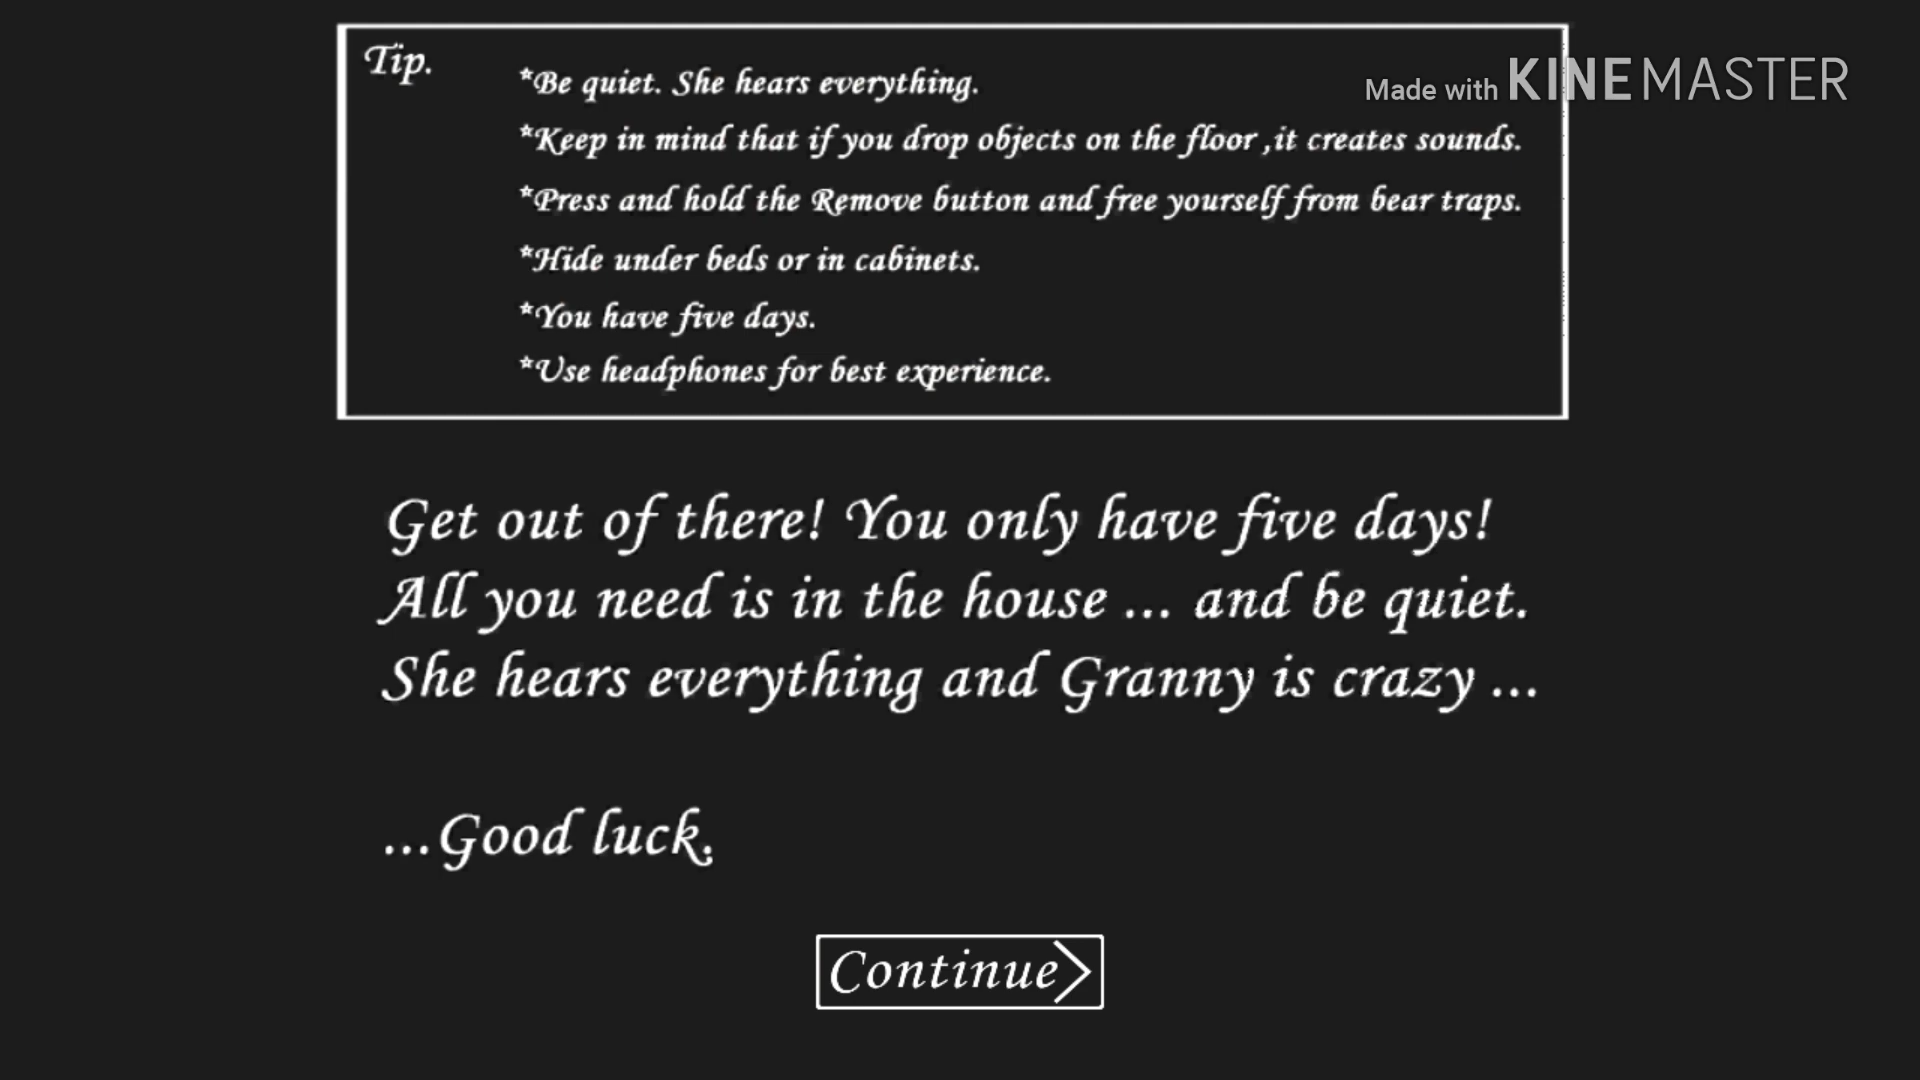 Tip.
*Be quiet. She hears everything.
Made with KINEMASTER
*Keep in mind that if you drop objects on the floor ,it creates sounds.
*Press and hold the Remove button and free yourself from bear traps.
*Hide under beds or in cabinets.
*You have five days.
*Use headphones for best experience.
Get out of there! You only have five days!
All you need is in the house ... and be quiet.
She hears everything and Granny is crazy ...
...Good luck.
Continue>